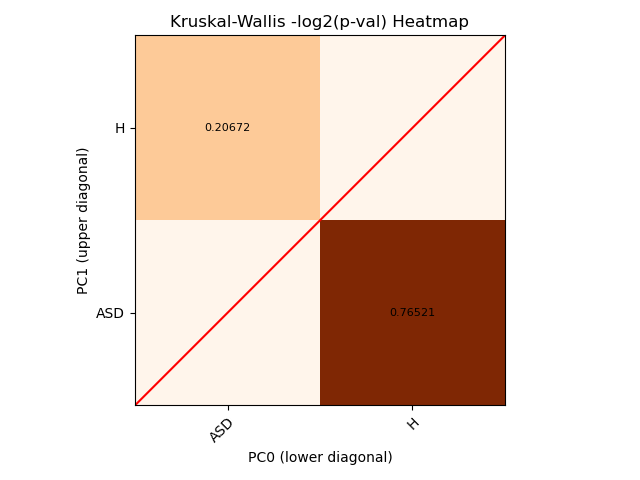 Kruskal-Wallis -log2(p-val) Heatmap
H
0.20672
PC1 (upper diagonal)
ASD
0.76521
ASD
H
PC0 (lower diagonal)